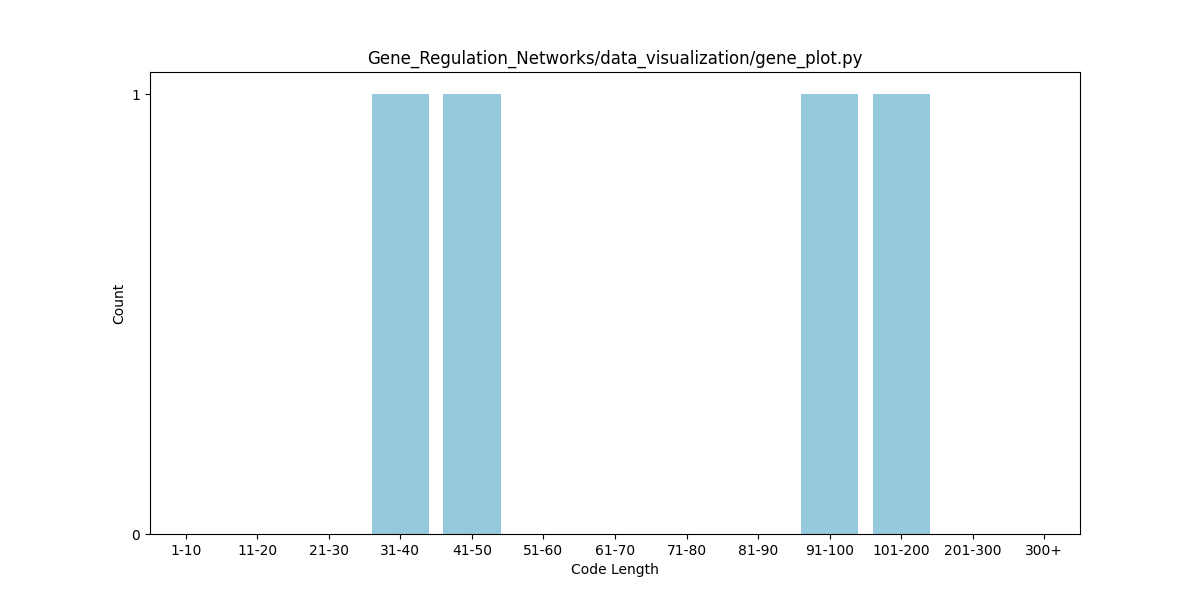 Gene_Regulation_Networks/data_visualization/gene_plot.py
1
Count
0
1-10 11-20 21-30 31-40 41-50 51-60 61-70 71-80 81-90 91-100 101-200 201-300 300+
Code Length